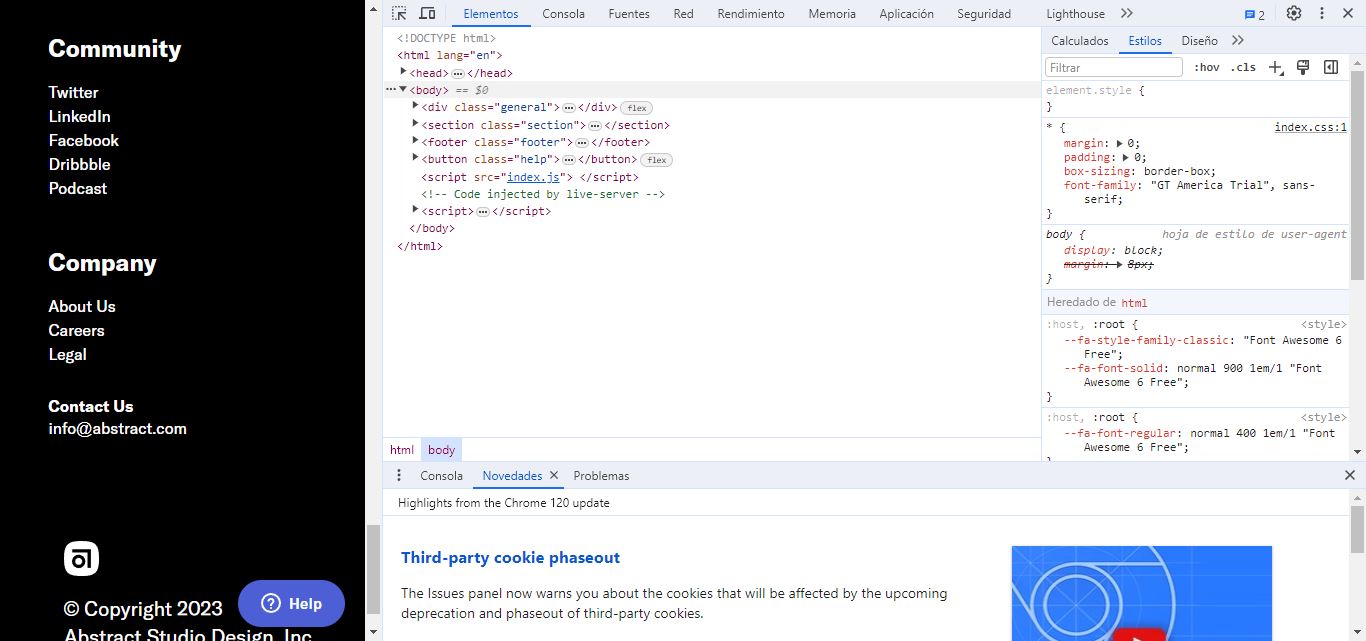 Community
Twitter
LinkedIn
Facebook
Dribbble
Podcast
Company
About Us
Careers
Legal
Contact Us
info@abstract.com
© Copyright 2023
Abstract Studio Design, Inc.
Help
Elementos Consola Fuentes Red Rendimiento Memoria Aplicación Seguridad Lighthouse 2
<!DOCTYPE html>
<html lang="en">
<head> … </head>
<body> == $0
<div class="general"> … </div> flex
<section class="section"> … </section>
<footer class="footer"> … </footer>
<button class="help"> … </button> flex
<script src="index.js"> </script>
<!-- Code injected by live-server -->
<script> … </script>
</body>
</html>
html body
Calculados Estilos Diseño
Filtrar :hov .cls
element.style {
}
* { index.css:1
margin: 0;
padding: 0;
box-sizing: border-box;
font-family: "GT America Trial", sans-
serif;
}
body { hoja de estilo de user-agent
display: block;
margin: 8px;
}
Heredado de html
:host, :root { <style>
--fa-style-family-classic: "Font Awesome 6
Free";
--fa-font-solid: normal 900 1em/1 "Font
Awesome 6 Free";
}
:host, :root { <style>
--fa-font-regular: normal 400 1em/1 "Font
Awesome 6 Free";
}
Consola Novedades Problemas
Highlights from the Chrome 120 update
Third-party cookie phaseout
The Issues panel now warns you about the cookies that will be affected by the upcoming
deprecation and phaseout of third-party cookies.